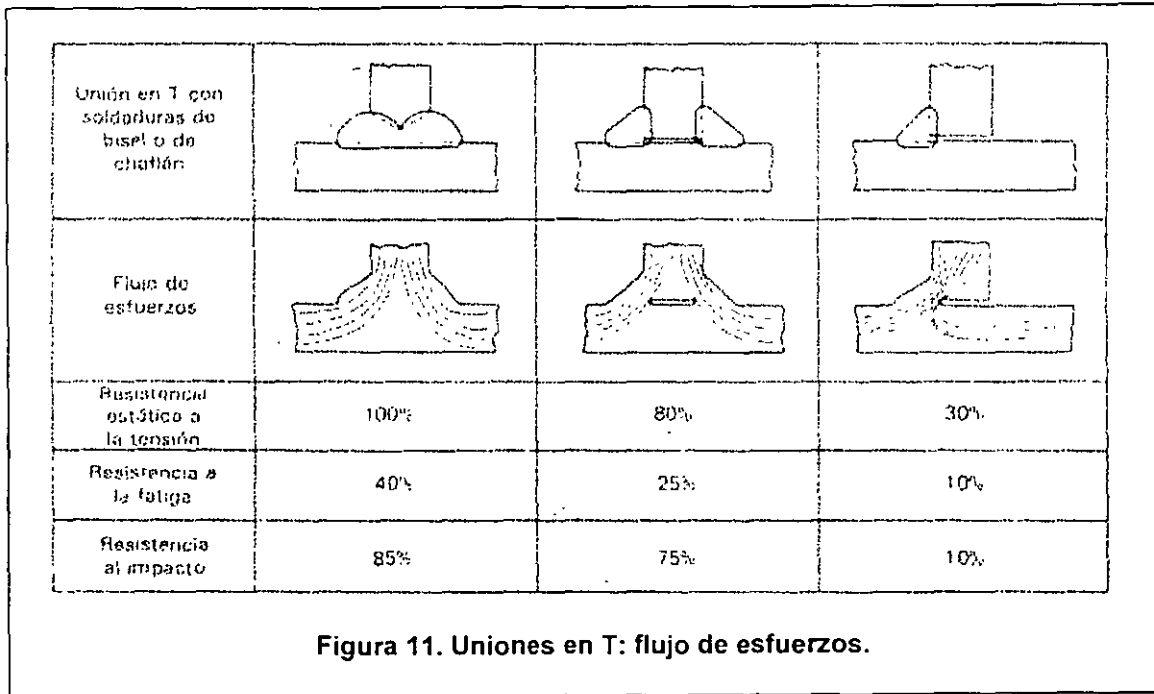 Unión en T con
soldaduras de
bisel o de
chaflán
Flujo de
esfuerzos
Resistencia
estático a
la tensión
100%
80%
30%
Resistencia a
la fatiga
40%
25%
10%
Resistencia
al impacto
85%
75%
10%
Figura 11. Uniones en T: flujo de esfuerzos.